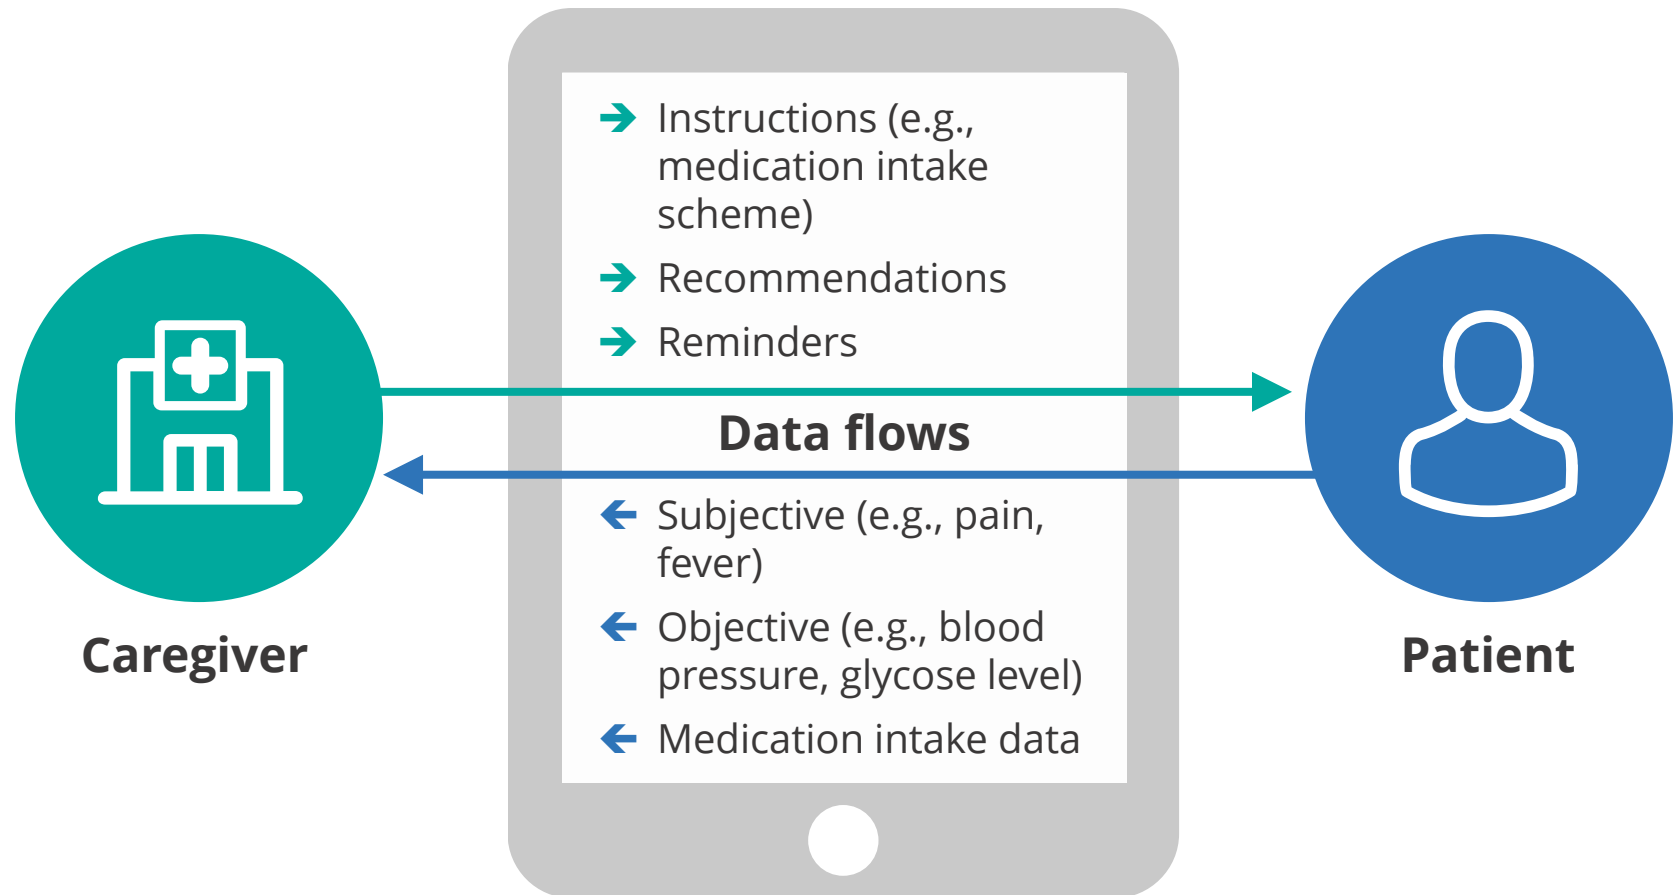 Instructions (e.g.,
medication intake
scheme)
Recommendations
Reminders
Data flows
Subjective (e.g., pain,
fever)
Objective (e.g., blood
pressure, glycose level)
Medication intake data
Caregiver
Patient